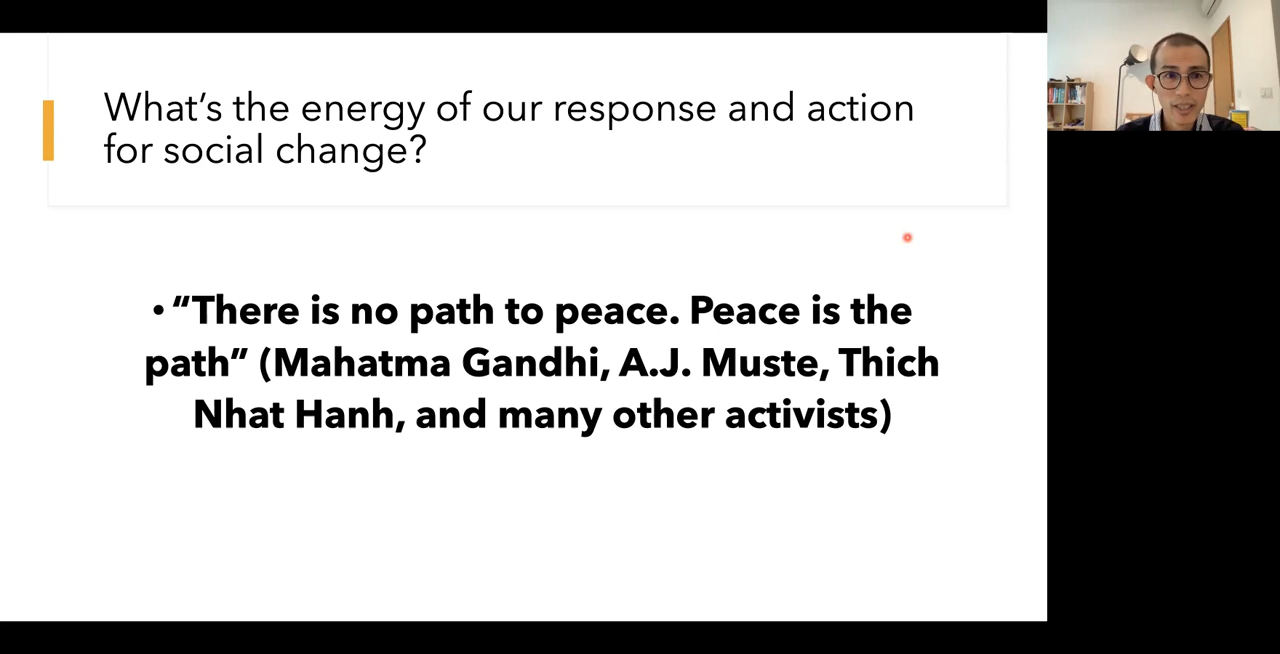 What’s the energy of our response and action
for social change?
• “There is no path to peace. Peace is the
path” (Mahatma Gandhi, A.J. Muste, Thich
Nhat Hanh, and many other activists)